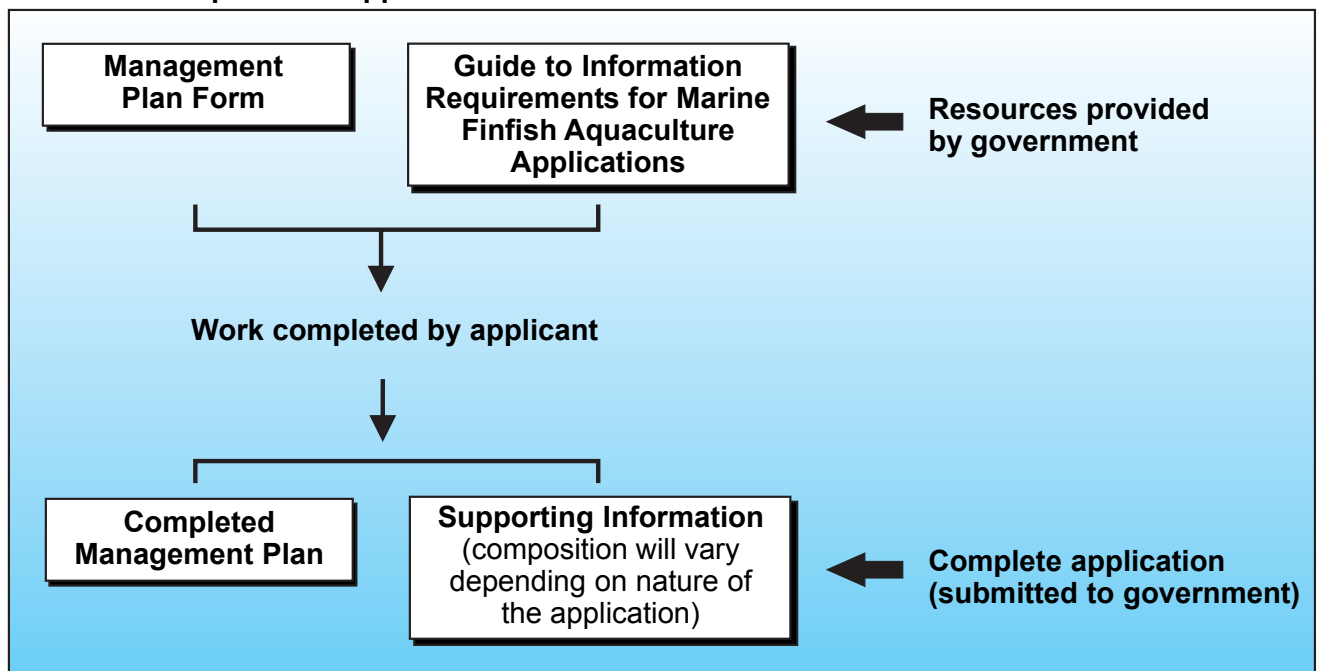 Management
Plan Form
Guide to Information
Requirements for Marine
Finfish Aquaculture
Applications
Resources provided
by government
Work completed by applicant
Completed
Management Plan
Supporting Information
(composition will vary
depending on nature of
the application)
Complete application
(submitted to government)